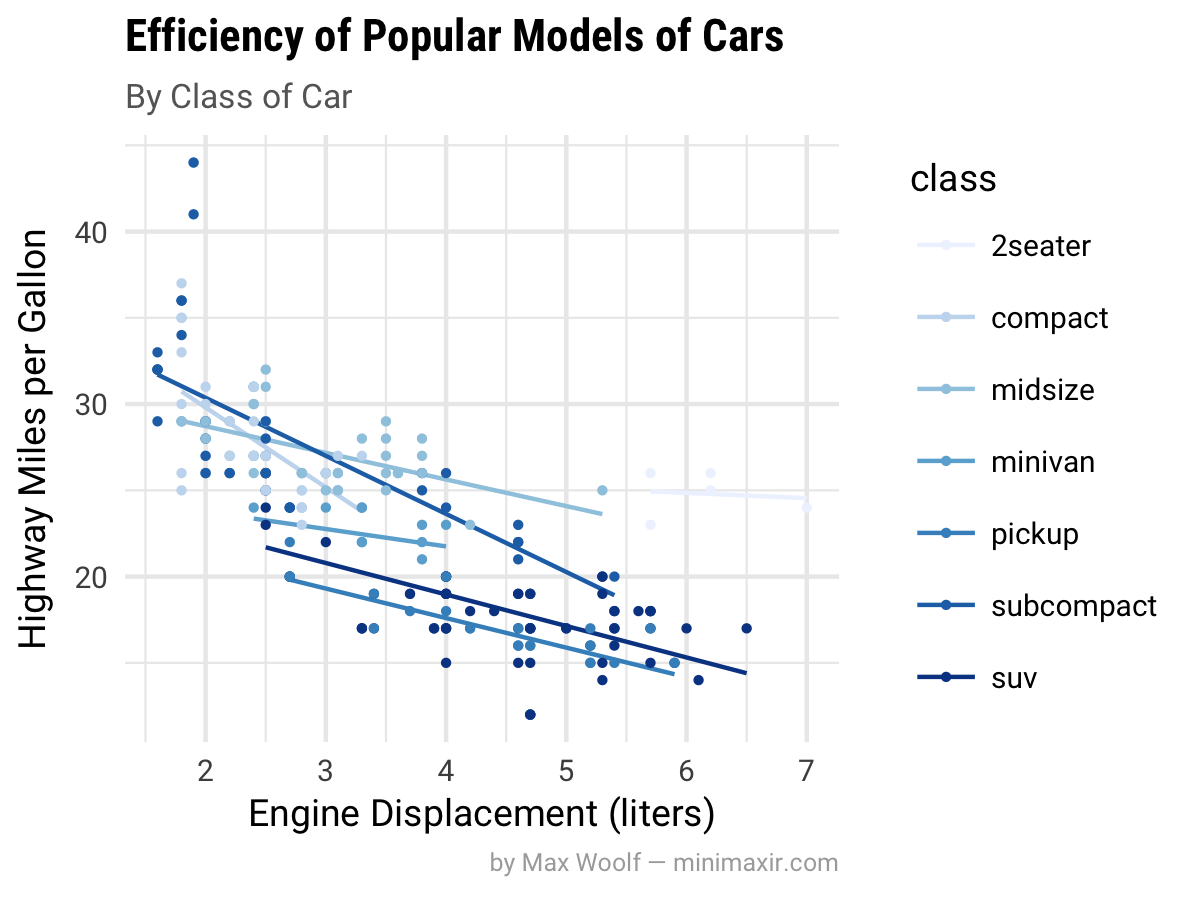 Efficiency of Popular Models of Cars
By Class of Car
Highway Miles per Gallon
40
30
20
2 3 4 5 6 7
Engine Displacement (liters)
class
2seater
compact
midsize
minivan
pickup
subcompact
suv
by Max Woolf — minimaxir.com